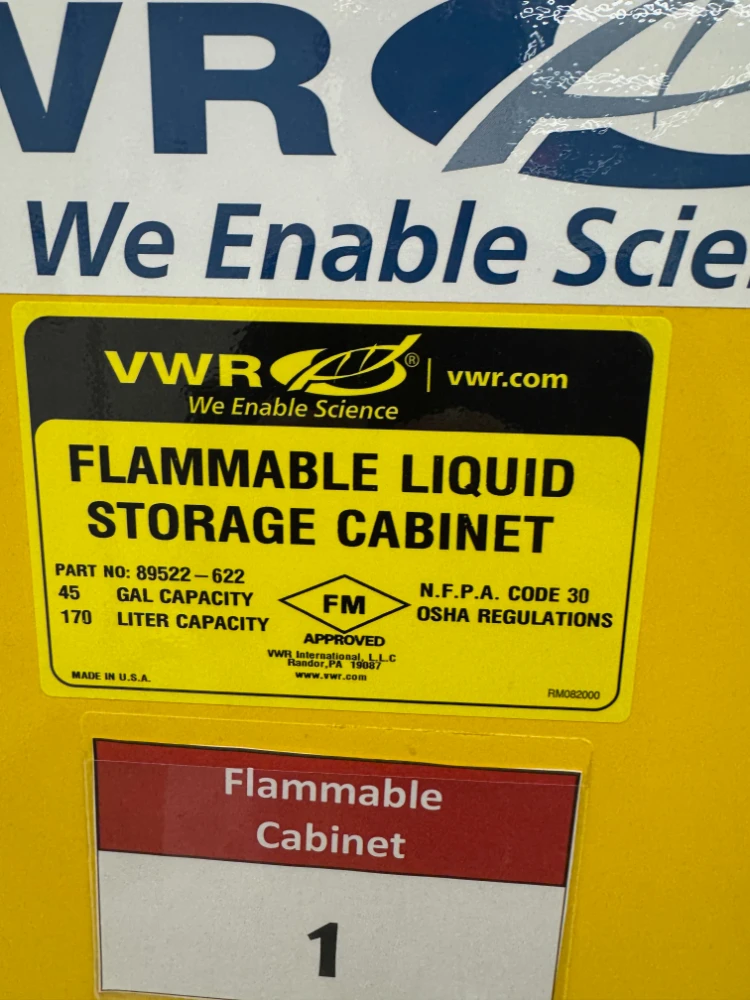 VWR
We Enable Scie
VWR® | vwr.com
We Enable Science
FLAMMABLE LIQUID
STORAGE CABINET
PART NO: 89522-622
45 GAL CAPACITY
170 LITER CAPACITY
FM
APPROVED
N.F.P.A. CODE 30
OSHA REGULATIONS
VWR International, L.L.C
Randor,PA 19087
www.vwr.com
MADE IN U.S.A.
RM082000
Flammable
Cabinet
1